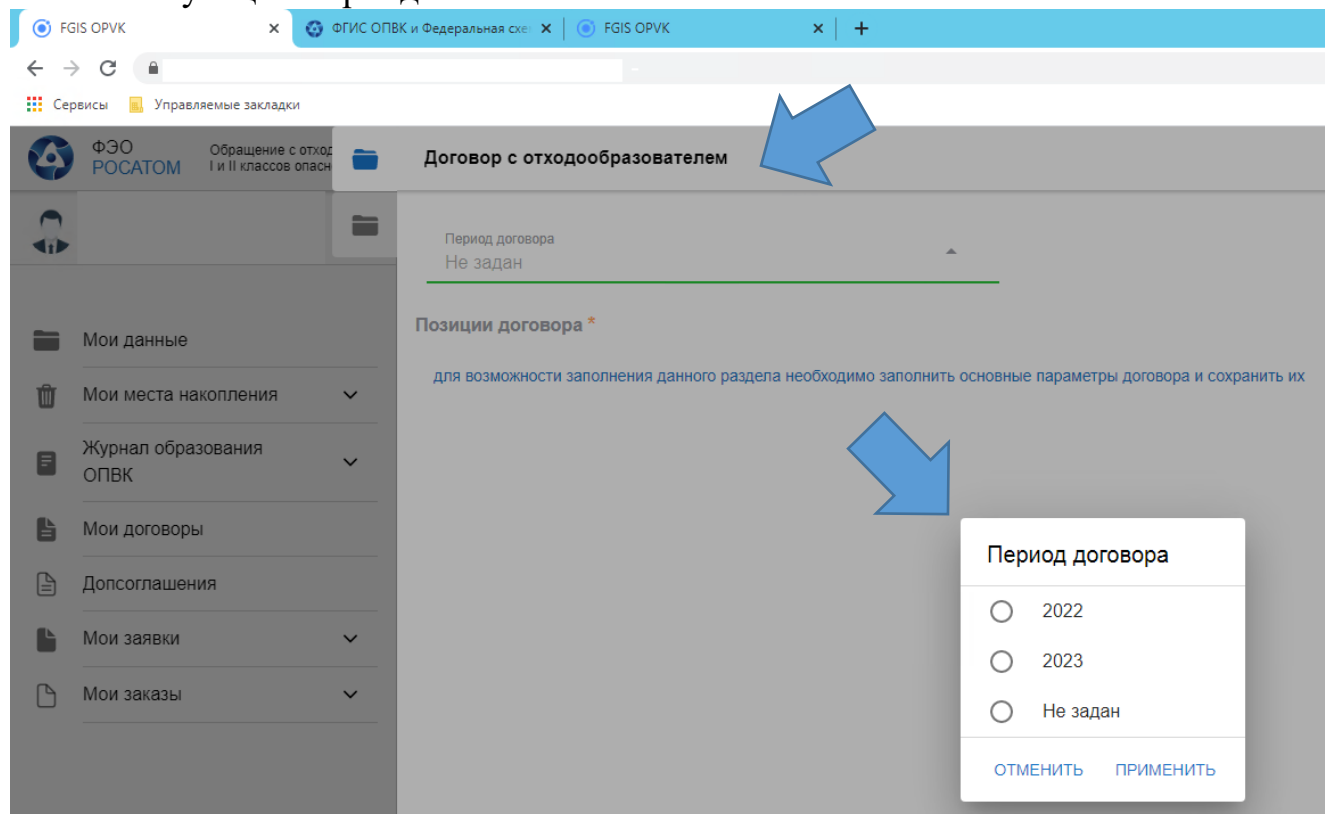 FGIS OPVK
ФГИС ОПВК и Федеральная схе
FGIS OPVK
Сервисы
Управляемые закладки
ФЭО
РОСАТОМ
Обращение с отход
I и II классов опасн
Договор с отходообразователем
Период договора
Не задан
Мои данные
Мои места накопления
Журнал образования
ОПВК
Мои договоры
Допсоглашения
Мои заявки
Мои заказы
Позиции договора *
для возможности заполнения данного раздела необходимо заполнить основные параметры договора и сохранить их
Период договора
2022
2023
Не задан
ОТМЕНИТЬ ПРИМЕНИТЬ